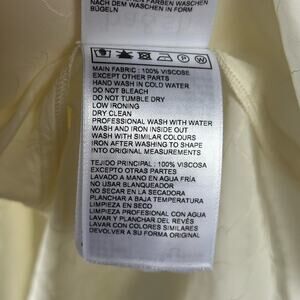 NACH DEM WASCHEN IN FORM
BÜGELN
MAIN FABRIC : 100% VISCOSE
EXCEPT OTHER PARTS
HAND WASH IN COLD WATER
DO NOT BLEACH
DO NOT TUMBLE DRY
LOW IRONING
DRY CLEAN
PROFESSIONAL WASH WITH WATER
WASH AND IRON INSIDE OUT
WASH WITH SIMILAR COLOURS
IRON AFTER WASHING TO SHAPE
INTO ORIGINAL MEASUREMENTS
TEJIDO PRINCIPAL : 100% VISCOSA
EXCEPTO OTRAS PARTES
LAVADO A MANO EN AGUA FRÍA
NO USAR BLANQUEADOR
NO SECAR EN LA SECADORA
PLANCHAR A BAJA TEMPERATURA
LIMPIEZA EN SECO
LIMPIEZA PROFESIONAL CON AGUA
LAVAR Y PLANCHAR DEL REVÉS
LAVAR CON COLORES SIMILARES
DEVOLVER A SU FORMA ORIGINAL